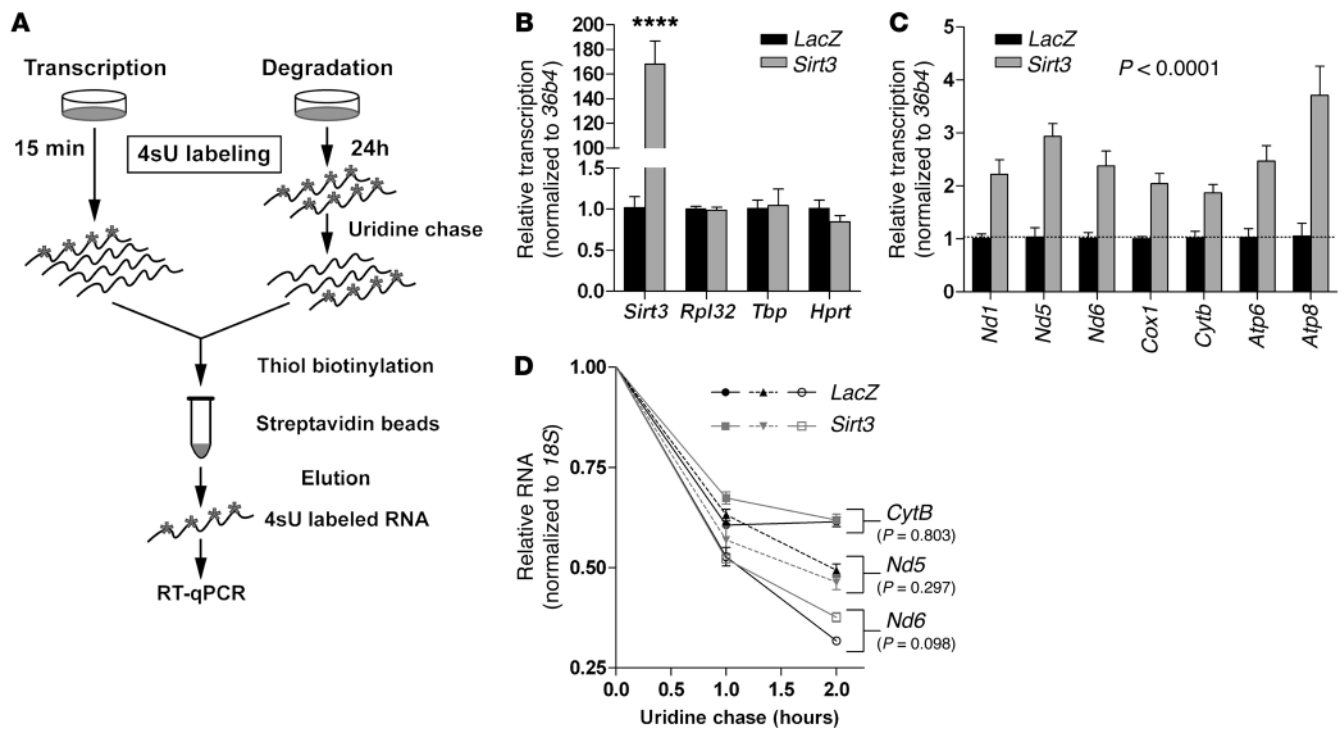 A
Transcription
Degradation
15 min
4sU labeling
24h
Uridine chase
Thiol biotinylation
Streptavidin beads
Elution
4sU labeled RNA
RT-qPCR
B
Relative transcription
(normalized to 36b4)
200
180
160
140
120
100
1.5
1.0
0.5
0.0
****
LacZ
Sirt3
Sirt3 Rpl32 Tbp Hprt
C
Relative transcription
(normalized to 36b4)
5
4
3
2
1
0
LacZ
Sirt3
P < 0.0001
Nd1 Nd5 Nd6 Cox1 Cytb Atp6 Atp8
D
Relative RNA
(normalized to 18S)
1.00
0.75
0.50
0.25
LacZ
Sirt3
CytB
(P = 0.803)
Nd5
(P = 0.297)
Nd6
(P = 0.098)
0.0 0.5 1.0 1.5 2.0
Uridine chase (hours)